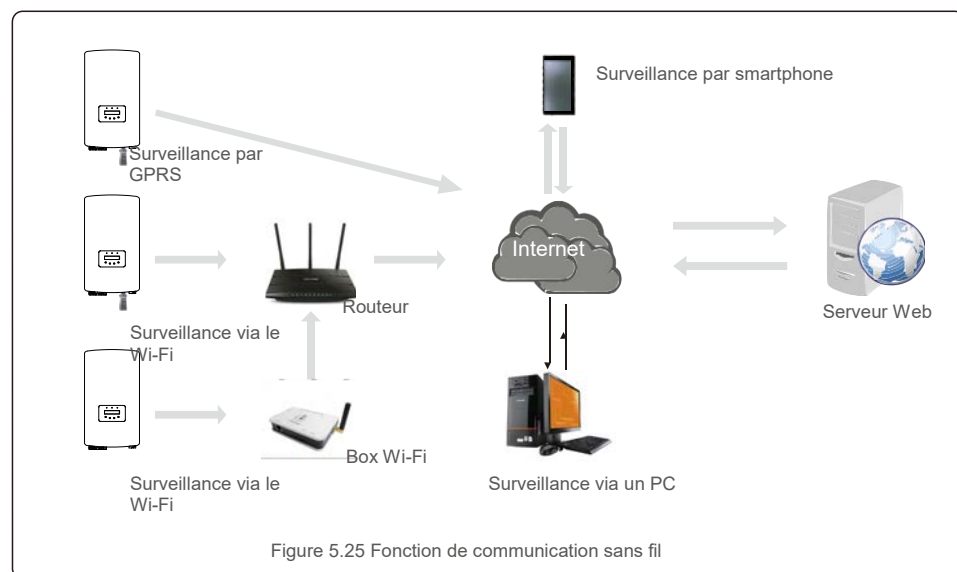 Surveillance par smartphone
Surveillance par
GPRS
Internet
Routeur
Serveur Web
Surveillance via le
Wi-Fi
Box Wi-Fi
Surveillance via le
Wi-Fi
Surveillance via un PC
Figure 5.25 Fonction de communication sans fil